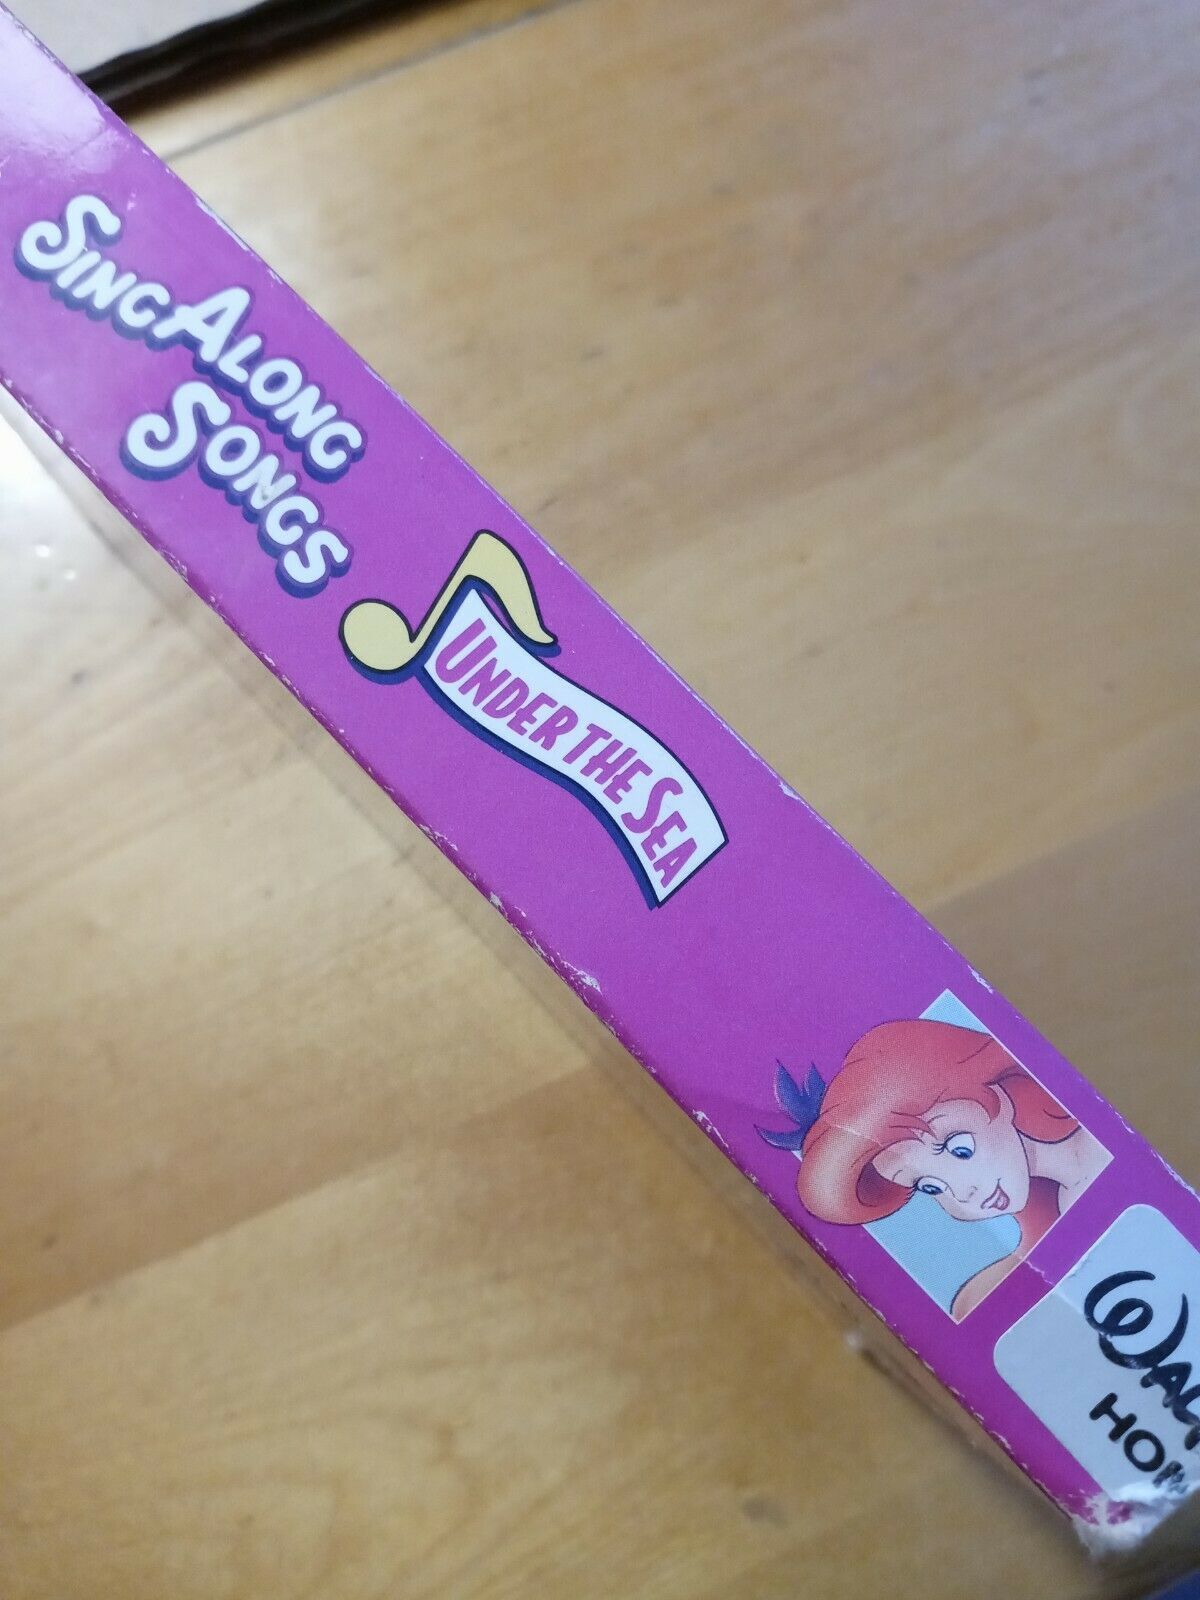 SING ALONG
SONGS
UNDER THE SEA